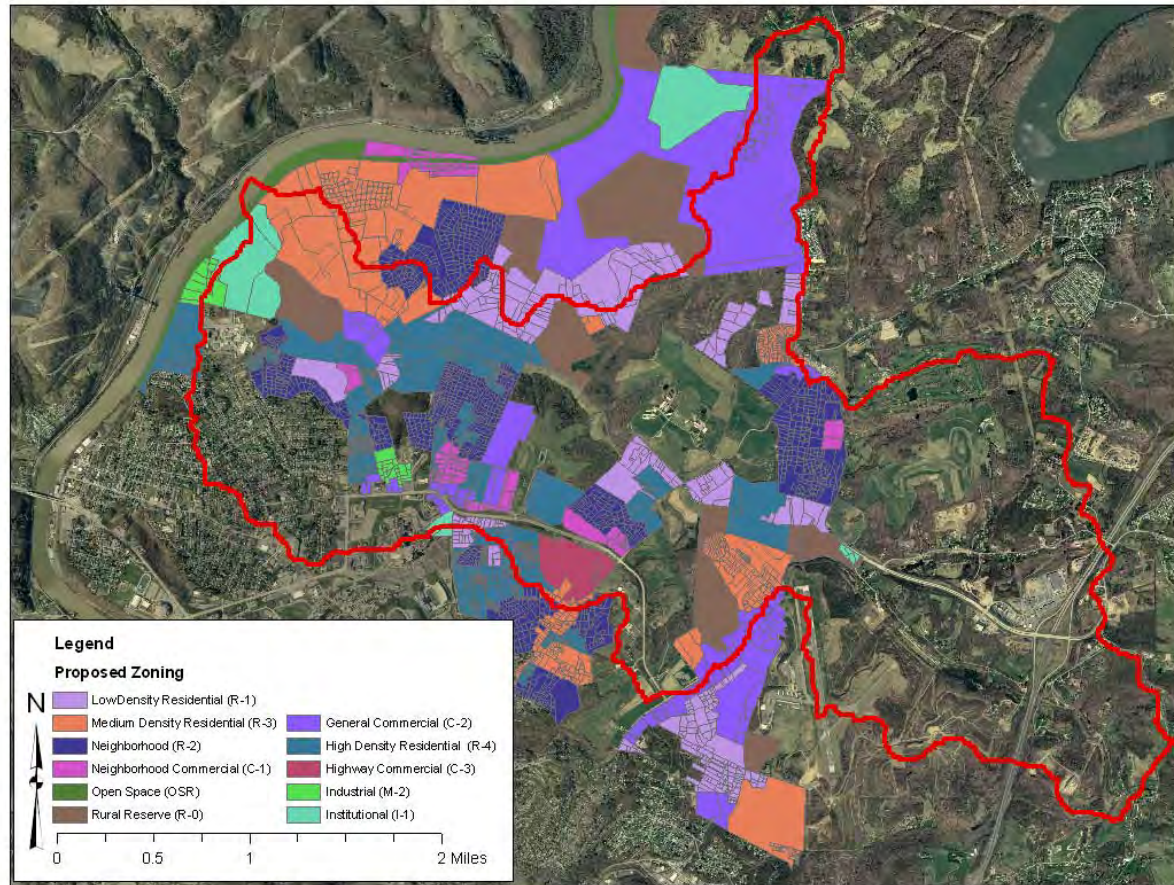 Legend
Proposed Zoning
LowDensity Residential (R-1)
Medium Density Residential (R-3)
General Commercial (C-2)
Neighborhood (R-2)
High Density Residential (R-4)
Neighborhood Commercial (C-1)
Highway Commercial (C-3)
Open Space (OSR)
Industrial (M-2)
Rural Reserve (R-0)
Institutional (I-1)
N
0 0.5 1 2 Miles